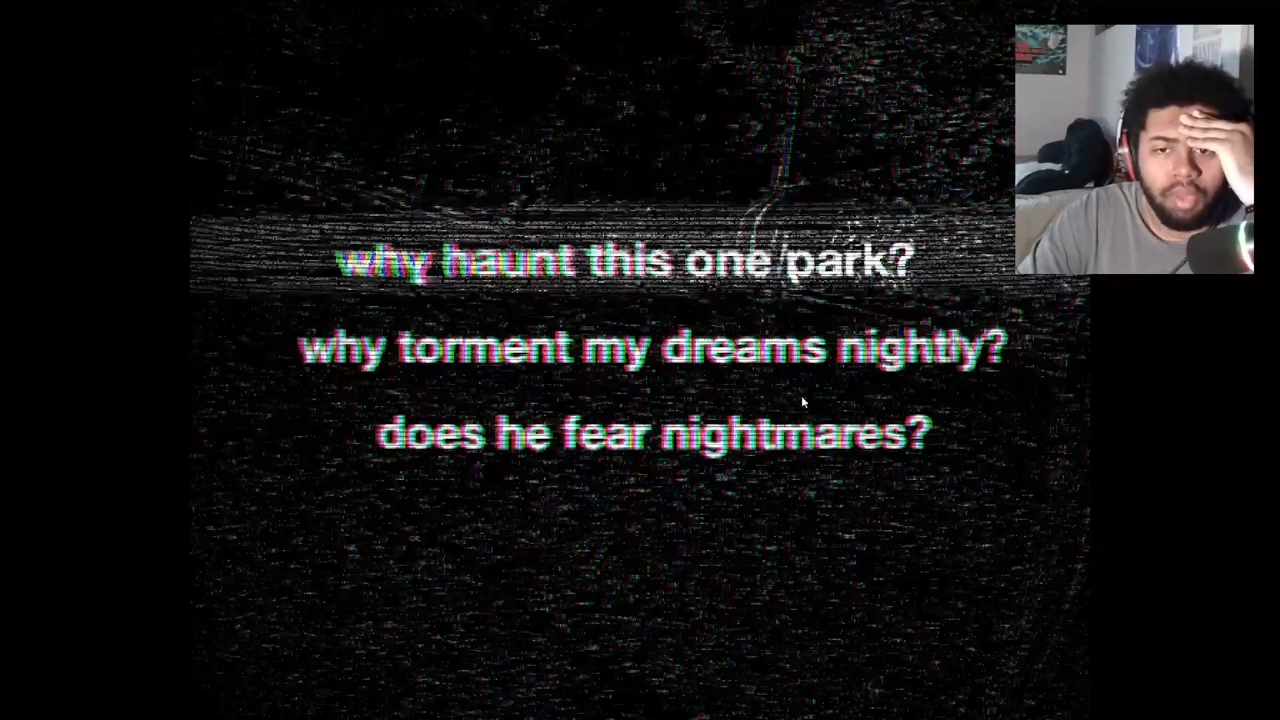 why haunt this one park?
why torment my dreams nightly?
does he fear nightmares?